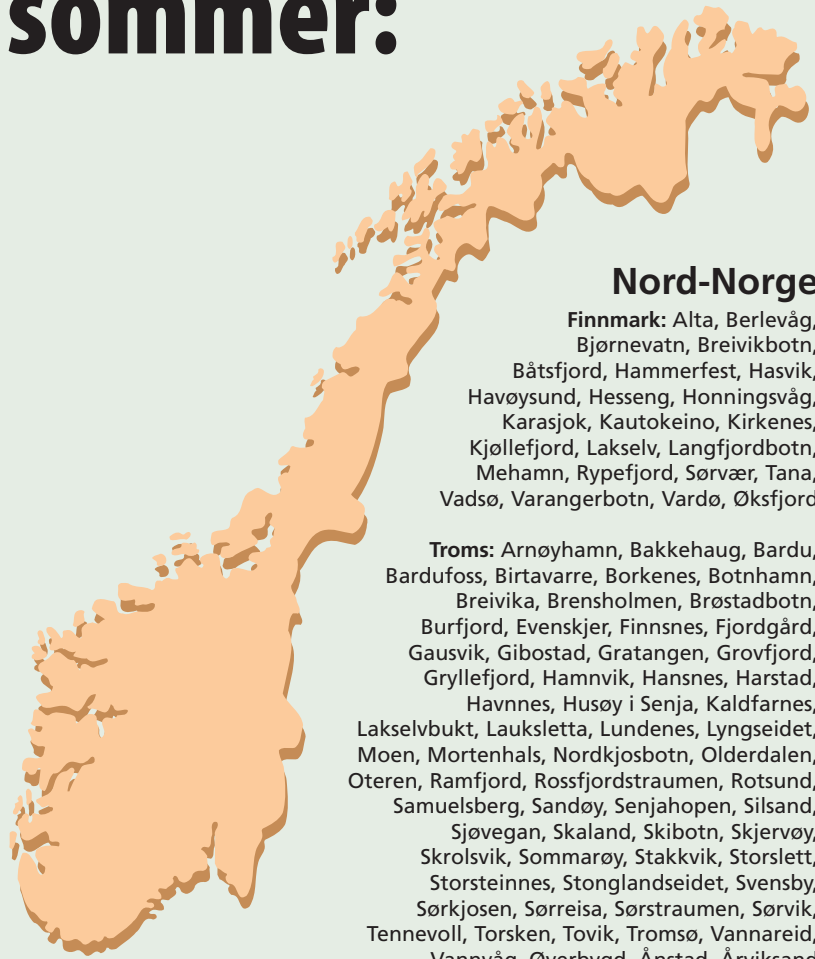 sommer:
Nord-Norge
Finnmark: Alta, Berlevåg,
Bjørnevatn, Breivikbotn,
Båtsfjord, Hammerfest, Hasvik,
Havøysund, Hesseng, Honningsvåg,
Karasjok, Kautokeino, Kirkenes,
Kjøllefjord, Lakselv, Langfjordbotn,
Mehamn, Rypefjord, Sørvær, Tana,
Vadsø, Varangerbotn, Vardø, Øksfjord
Troms: Arnøyhamn, Bakkehaug, Bardu,
Bardufoss, Birtavarre, Borkenes, Botnhamn,
Breivika, Brensholmen, Brøstadbotn,
Burfjord, Evenskjer, Finnsnes, Fjordgård,
Gausvik, Gibostad, Gratangen, Grovfjord,
Gryllefjord, Hamnvik, Hansnes, Harstad,
Havnnes, Husøy i Senja, Kaldfarnes,
Lakselvbukt, Lauksletta, Lundenes, Lyngseidet,
Moen, Mortenhals, Nordkjosbotn, Olderdalen,
Oteren, Ramfjord, Rossfjordstraumen, Rotsund,
Samuelsberg, Sandøy, Senjahopen, Silsand,
Sjøvegan, Skaland, Skibotn, Skjervøy,
Skrolsvik, Sommarøy, Stakkvik, Storslett,
Storsteinnes, Stonglandseidet, Svensby,
Sørkjosen, Sørreisa, Sørstraumen, Sørvik,
Tennevoll, Torsken, Tovik, Tromsø, Vannareid,
Vannvåg, Øverbygd, Ånstad, Årviksand